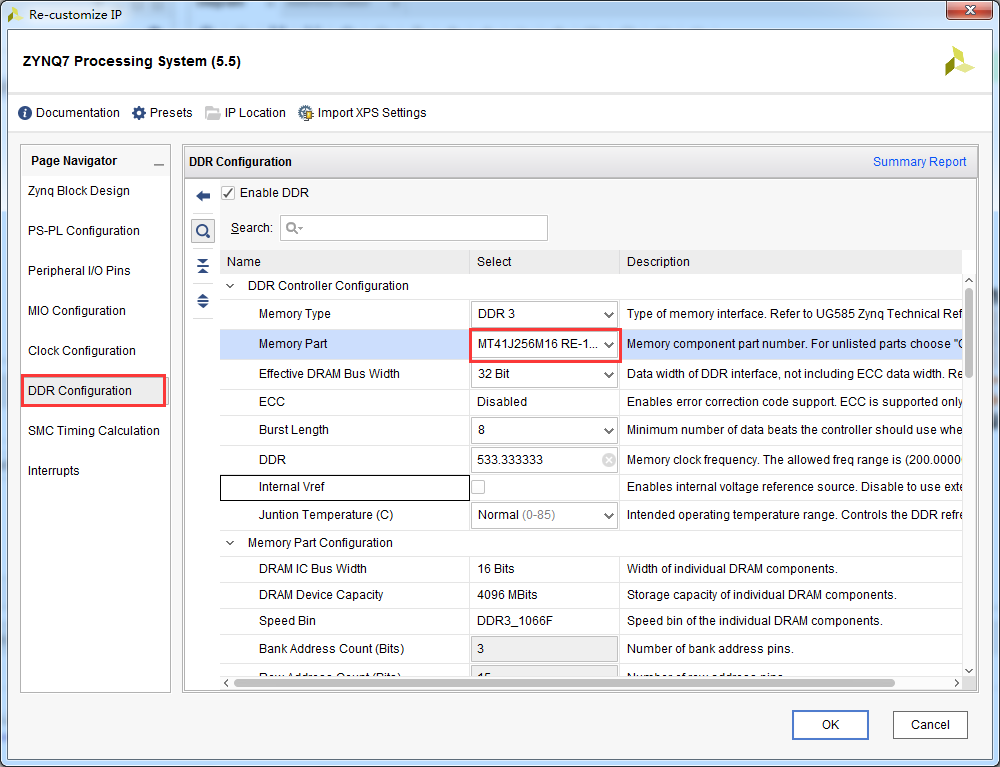 Re-customize IP
ZYNQ7 Processing System (5.5)
Documentation Presets IP Location Import XPS Settings
Page Navigator
Zynq Block Design
PS-PL Configuration
Peripheral I/O Pins
MIO Configuration
Clock Configuration
DDR Configuration
SMC Timing Calculation
Interrupts
DDR Configuration Summary Report
Enable DDR
Search:
Name Select Description
DDR Controller Configuration
Memory Type DDR 3 Type of memory interface. Refer to UG585 Zynq Technical Ref
Memory Part MT41J256M16 RE-1... Memory component part number. For unlisted parts choose "C
Effective DRAM Bus Width 32 Bit Data width of DDR interface, not including ECC data width. Re
ECC Disabled Enables error correction code support. ECC is supported only
Burst Length 8 Minimum number of data beats the controller should use whe
DDR 533.333333 Memory clock frequency. The allowed freq range is (200.0000
Internal Vref Enables internal voltage reference source. Disable to use exte
Juntion Temperature (C) Normal (0-85) Intended operating temperature range. Controls the DDR refre
Memory Part Configuration
DRAM IC Bus Width 16 Bits Width of individual DRAM components.
DRAM Device Capacity 4096 MBits Storage capacity of individual DRAM components.
Speed Bin DDR3_1066F Speed bin of the individual DRAM components.
Bank Address Count (Bits) 3 Number of bank address pins.
Row Address Count (Bits) 15 Number of row address pins
OK Cancel